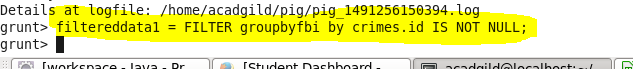 Details at logfile: /home/acadgild/pig/pig_1491256150394.log
grunt> filtereddata1 = FILTER groupbyfbi by crimes.id IS NOT NULL;
grunt>
[workspace - Java - Pr
[Student Dashboard -
acadgild@localhost:~/